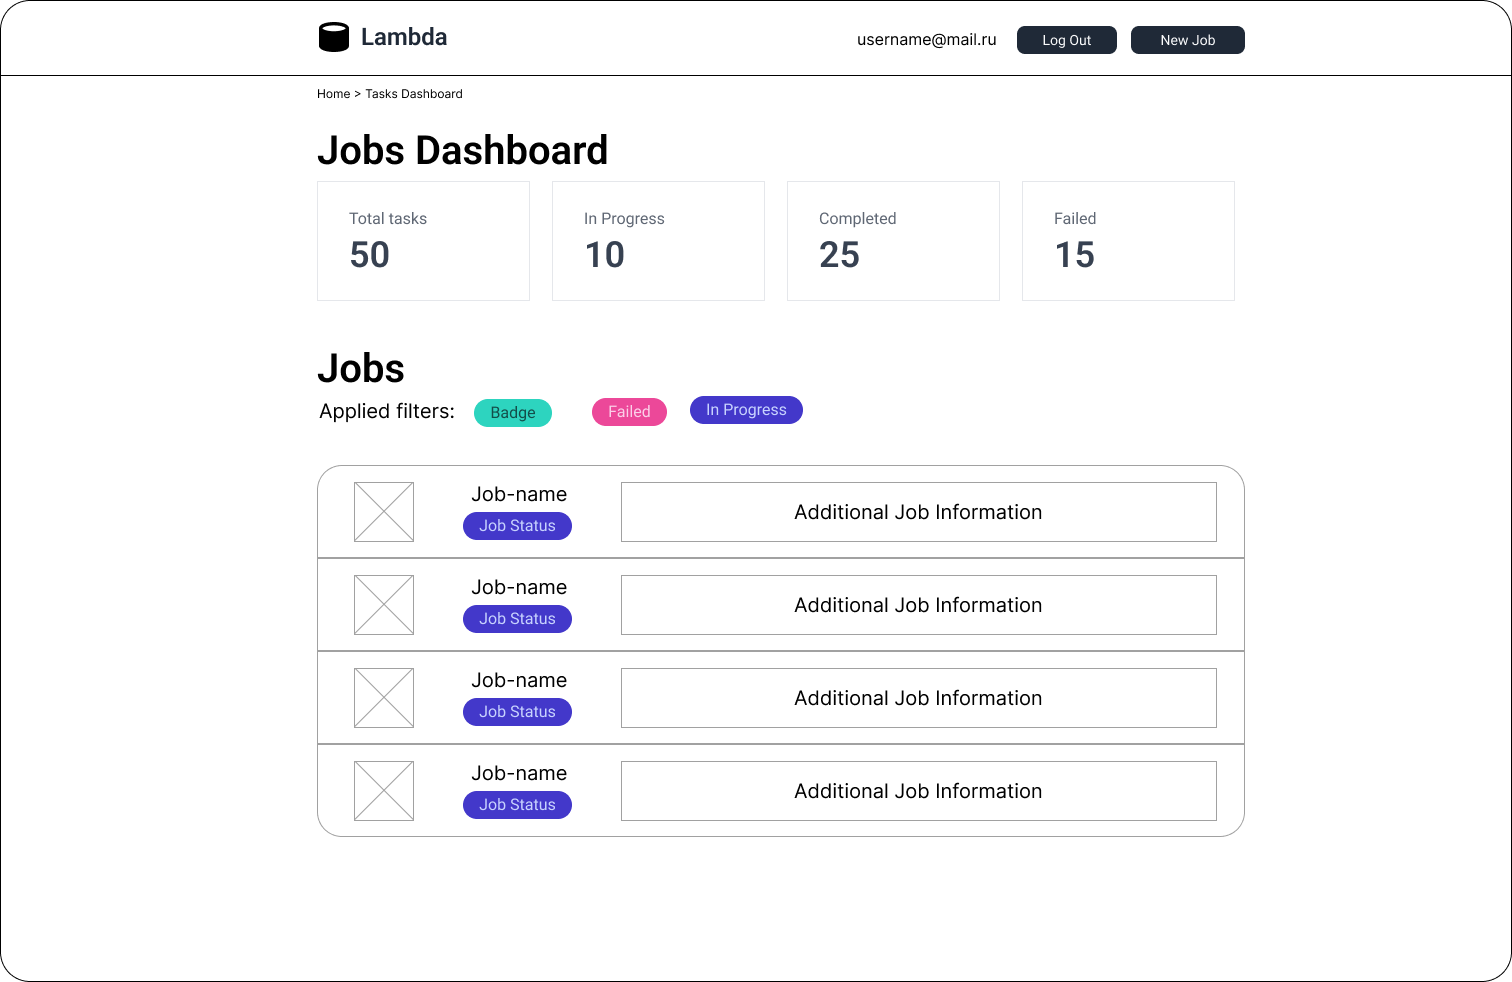 Lambda
username@mail.ru
Log Out
New Job
Home > Tasks Dashboard
Jobs Dashboard
Total tasks
50
In Progress
10
Completed
25
Failed
15
Jobs
Applied filters:
Badge
Failed
In Progress
Job-name
Job Status
Additional Job Information
Job-name
Job Status
Additional Job Information
Job-name
Job Status
Additional Job Information
Job-name
Job Status
Additional Job Information